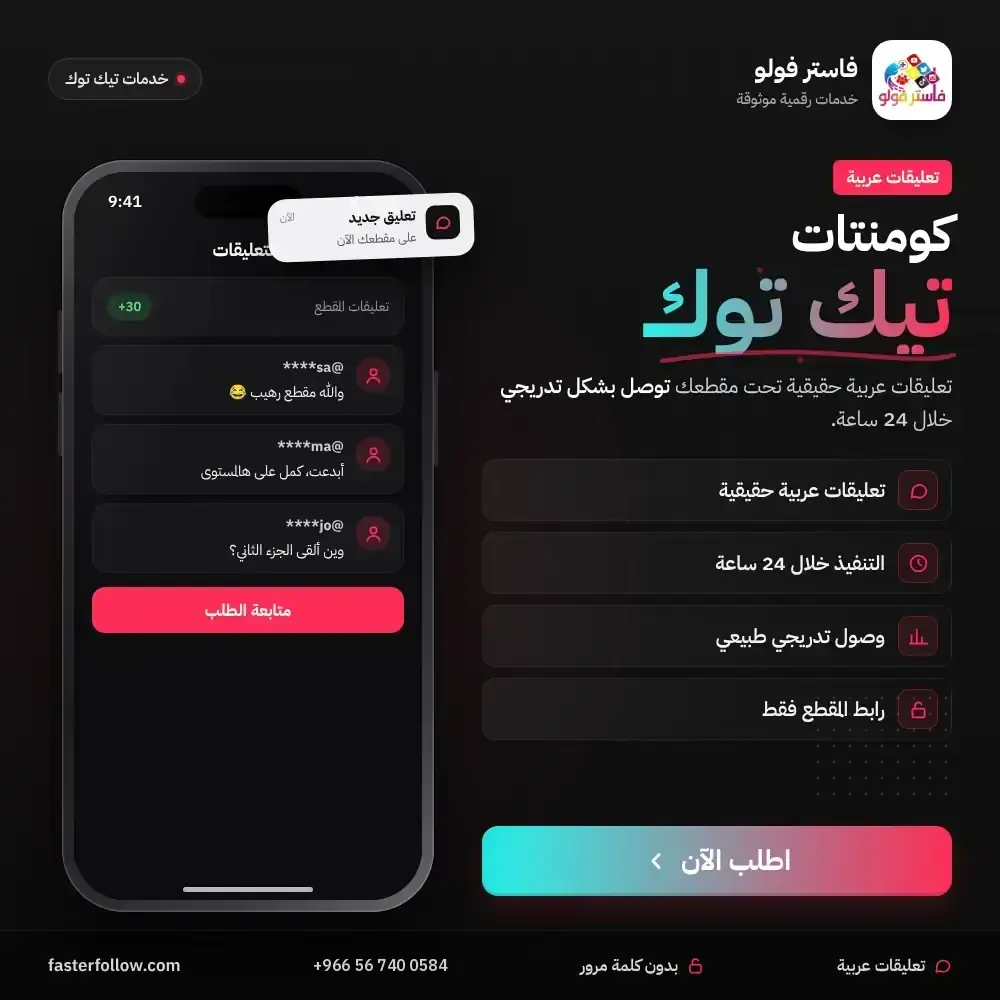 فاستر فولو
فاستر فولو
خدمات رقمية موثوقة
خدمات تيك توك
تعليقات عربية
كومنتات
تيك توك
تعليقات عربية حقيقية تحت مقطعك توصل بشكل تدريجي
خلال 24 ساعة.
تعليقات عربية حقيقية
التنفيذ خلال 24 ساعة
وصول تدريجي طبيعي
رابط المقطع فقط
اطلب الآن
9:41
تعليق جديد
الآن
على مقطعك الآن
تعليقات
تعليقات المقطع
+30
@sa****
والله مقطع رهيب 😂
@ma****
أبدعت، كمل على هالمستوى
@jo****
وين ألقى الجزء الثاني؟
متابعة الطلب
تعليقات عربية
بدون كلمة مرور
+966 56 740 0584
fasterfollow.com